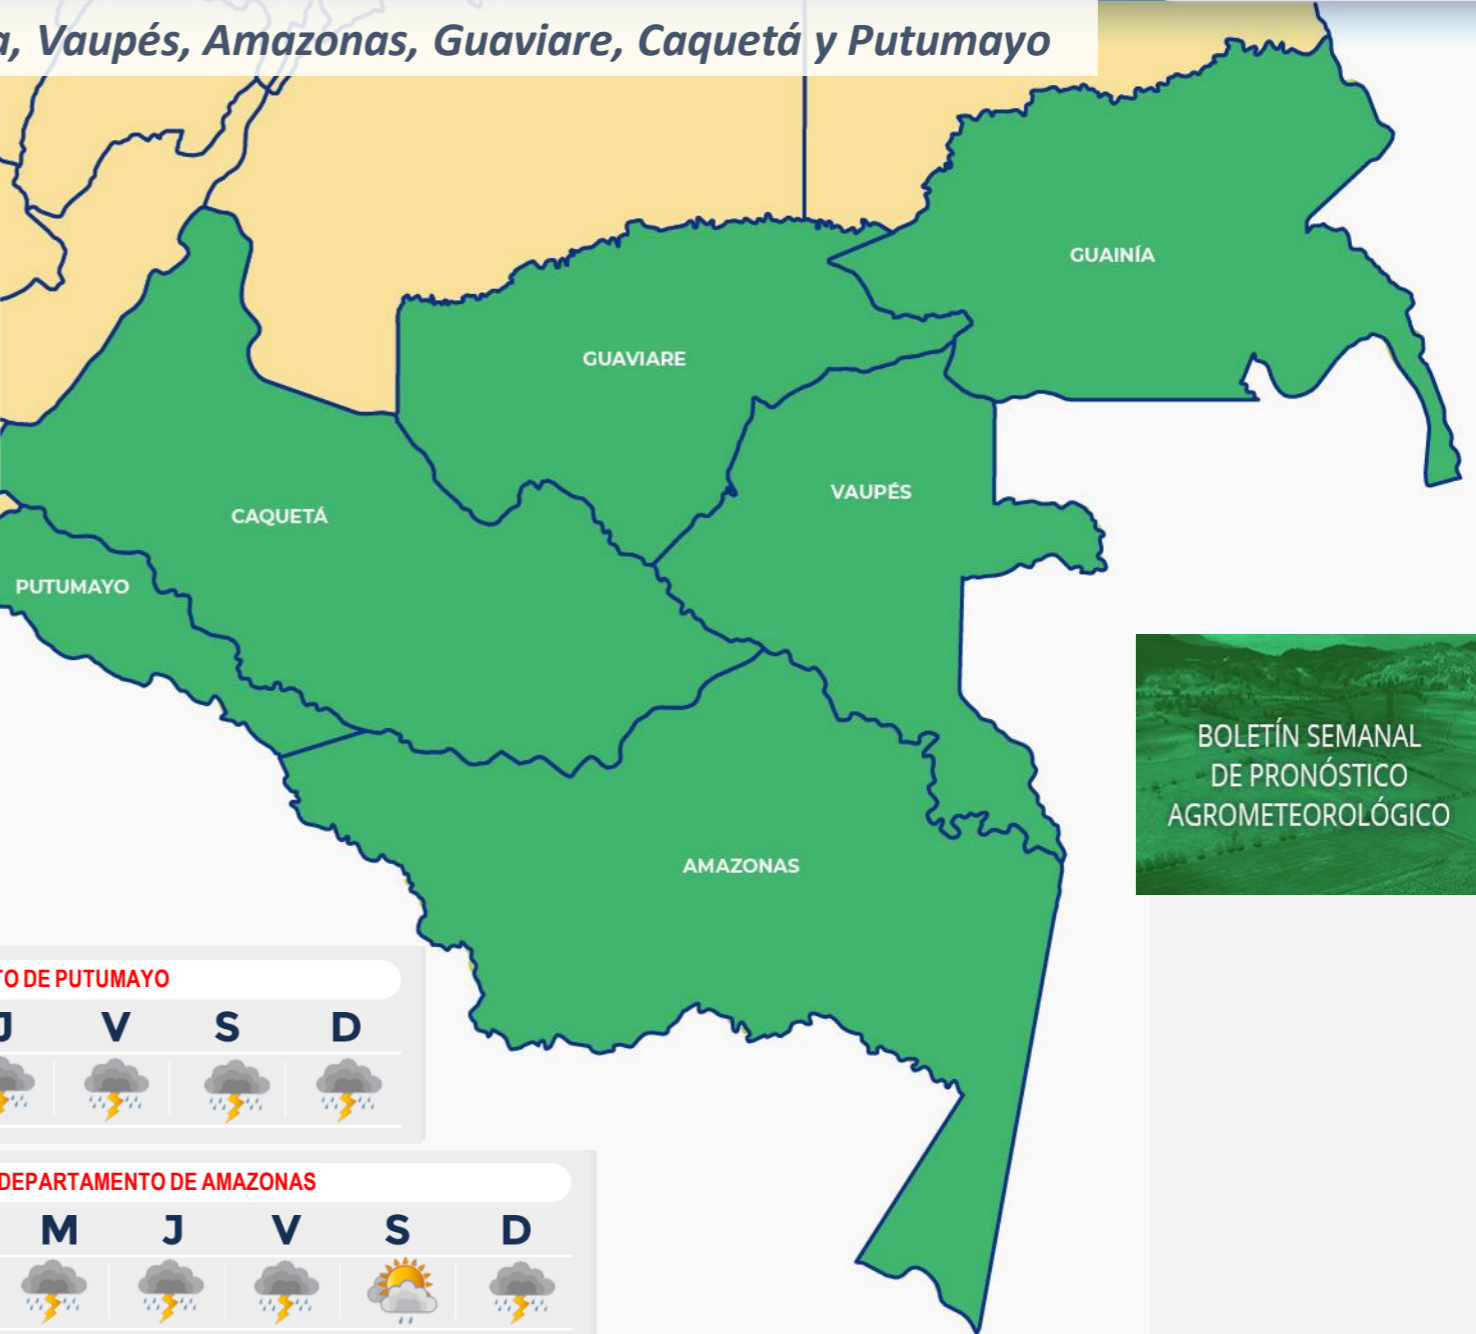 a, Vaupés, Amazonas, Guaviare, Caquetá y Putumayo
GUAINÍA
GUAVIARE
VAUPÉS
CAQUETÁ
PUTUMAYO
BOLETÍN SEMANAL
DE PRONÓSTICO
AGROMETEOROLÓGICO
AMAZONAS
TO DE PUTUMAYO
J V S D
DEPARTAMENTO DE AMAZONAS
M J V S D